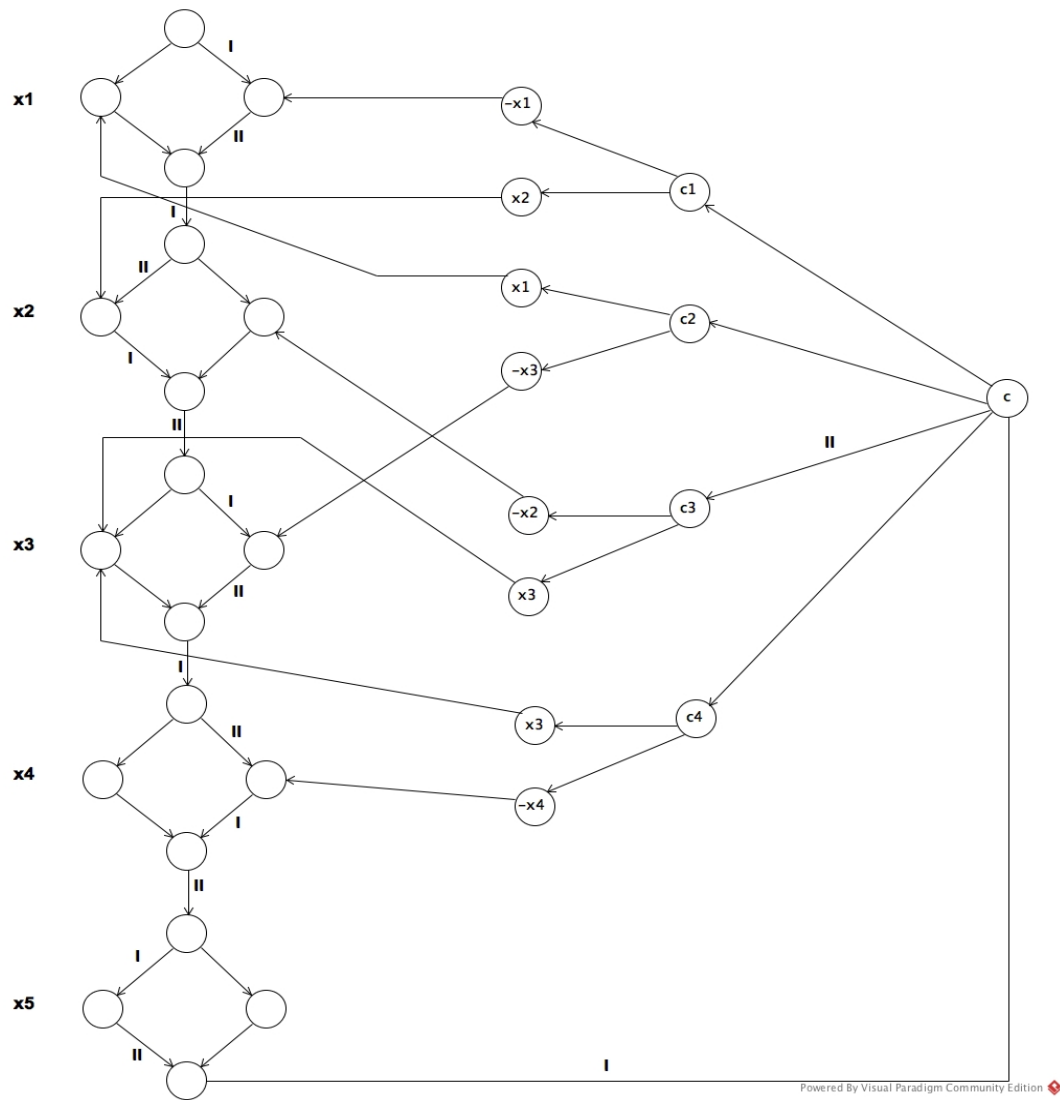 I
x1
-x1
II
c1
x2
I
II
x1
x2
c2
I
-x3
c
II
II
I
c3
-x2
x3
II
x3
I
c4
x3
II
x4
-x4
I
II
I
x5
II
I
Powered By Visual Paradigm Community Edition